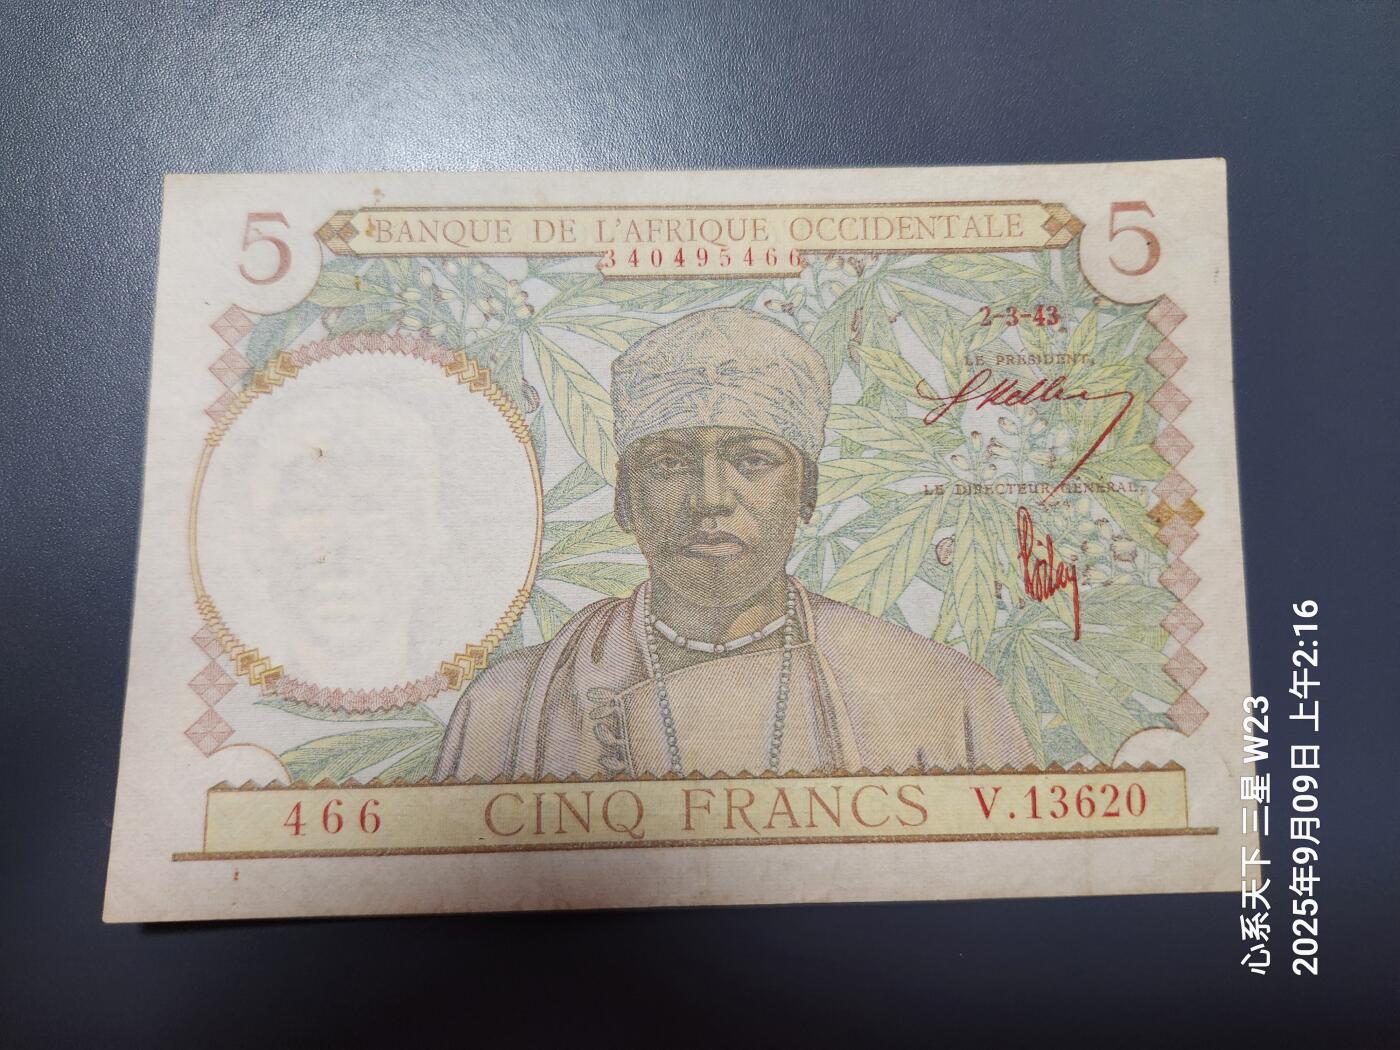 5
BANQUE DE L'AFRIQUE OCCIDENTALE
5
340495466
2-3-43
LE PRÉSIDENT,
LE DIRECTEUR GÉNÉRAL,
466
CINQ FRANCS
V.13620
心系天下 三星 W23
2025年9月09日 上午2:16